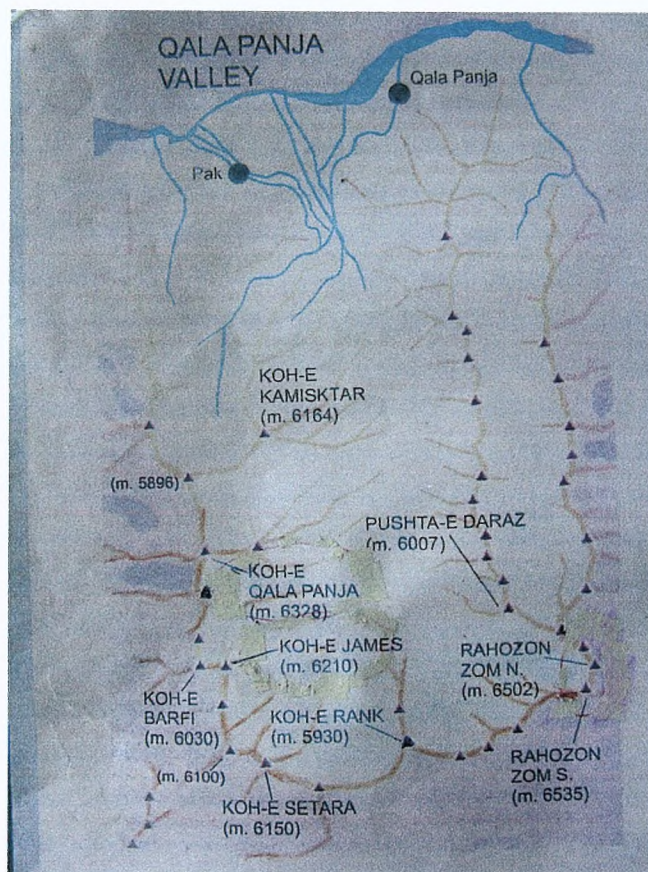 QALA PANJA
VALLEY
Qala Panja
Pak
KOH-E
KAMISKTAR
(m. 6164)
(m. 5896)
PUSHTA-E DARAZ
(m. 6007)
KOH-E
QALA PANJA
(m. 6328)
KOH-E JAMES
(m. 6210)
RAHOZON
ZOM N.
(m. 6502)
KOH-E
BARFI
(m. 6030)
KOH-E RANK
(m. 5930)
(m. 6100)
KOH-E SETARA
(m. 6150)
RAHOZON
ZOM S.
(m. 6535)